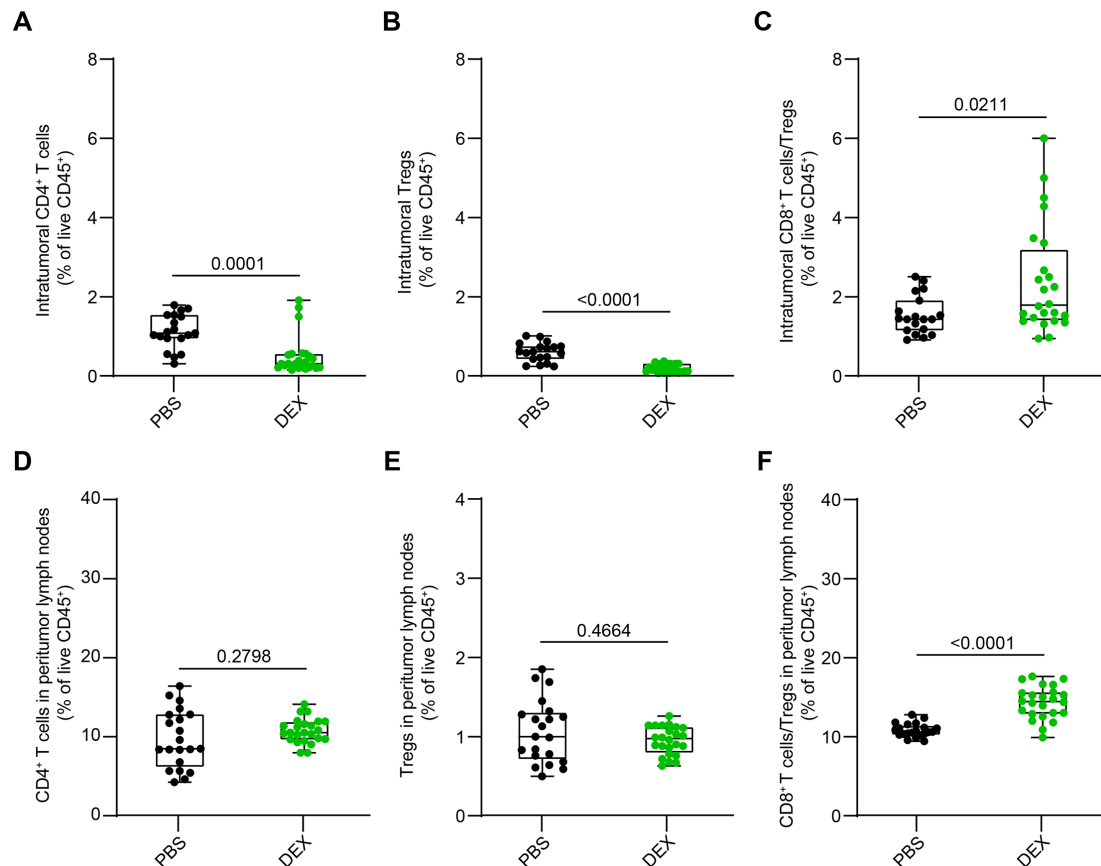 A
Intratumoral CD4⁺ T cells
(% of live CD45⁺)
8
6
4
2
0
0.0001
PBS
DEX
B
Intratumoral Tregs
(% of live CD45⁺)
8
6
4
2
0
<0.0001
PBS
DEX
C
Intratumoral CD8⁺ T cells/Tregs
(% of live CD45⁺)
8
6
4
2
0
0.0211
PBS
DEX
D
CD4⁺ T cells in peritumor lymph nodes
(% of live CD45⁺)
40
30
20
10
0
0.2798
PBS
DEX
E
Tregs in peritumor lymph nodes
(% of live CD45⁺)
4
3
2
1
0
0.4664
PBS
DEX
F
CD8⁺ T cells/Tregs in peritumor lymph nodes
(% of live CD45⁺)
40
30
20
10
0
<0.0001
PBS
DEX